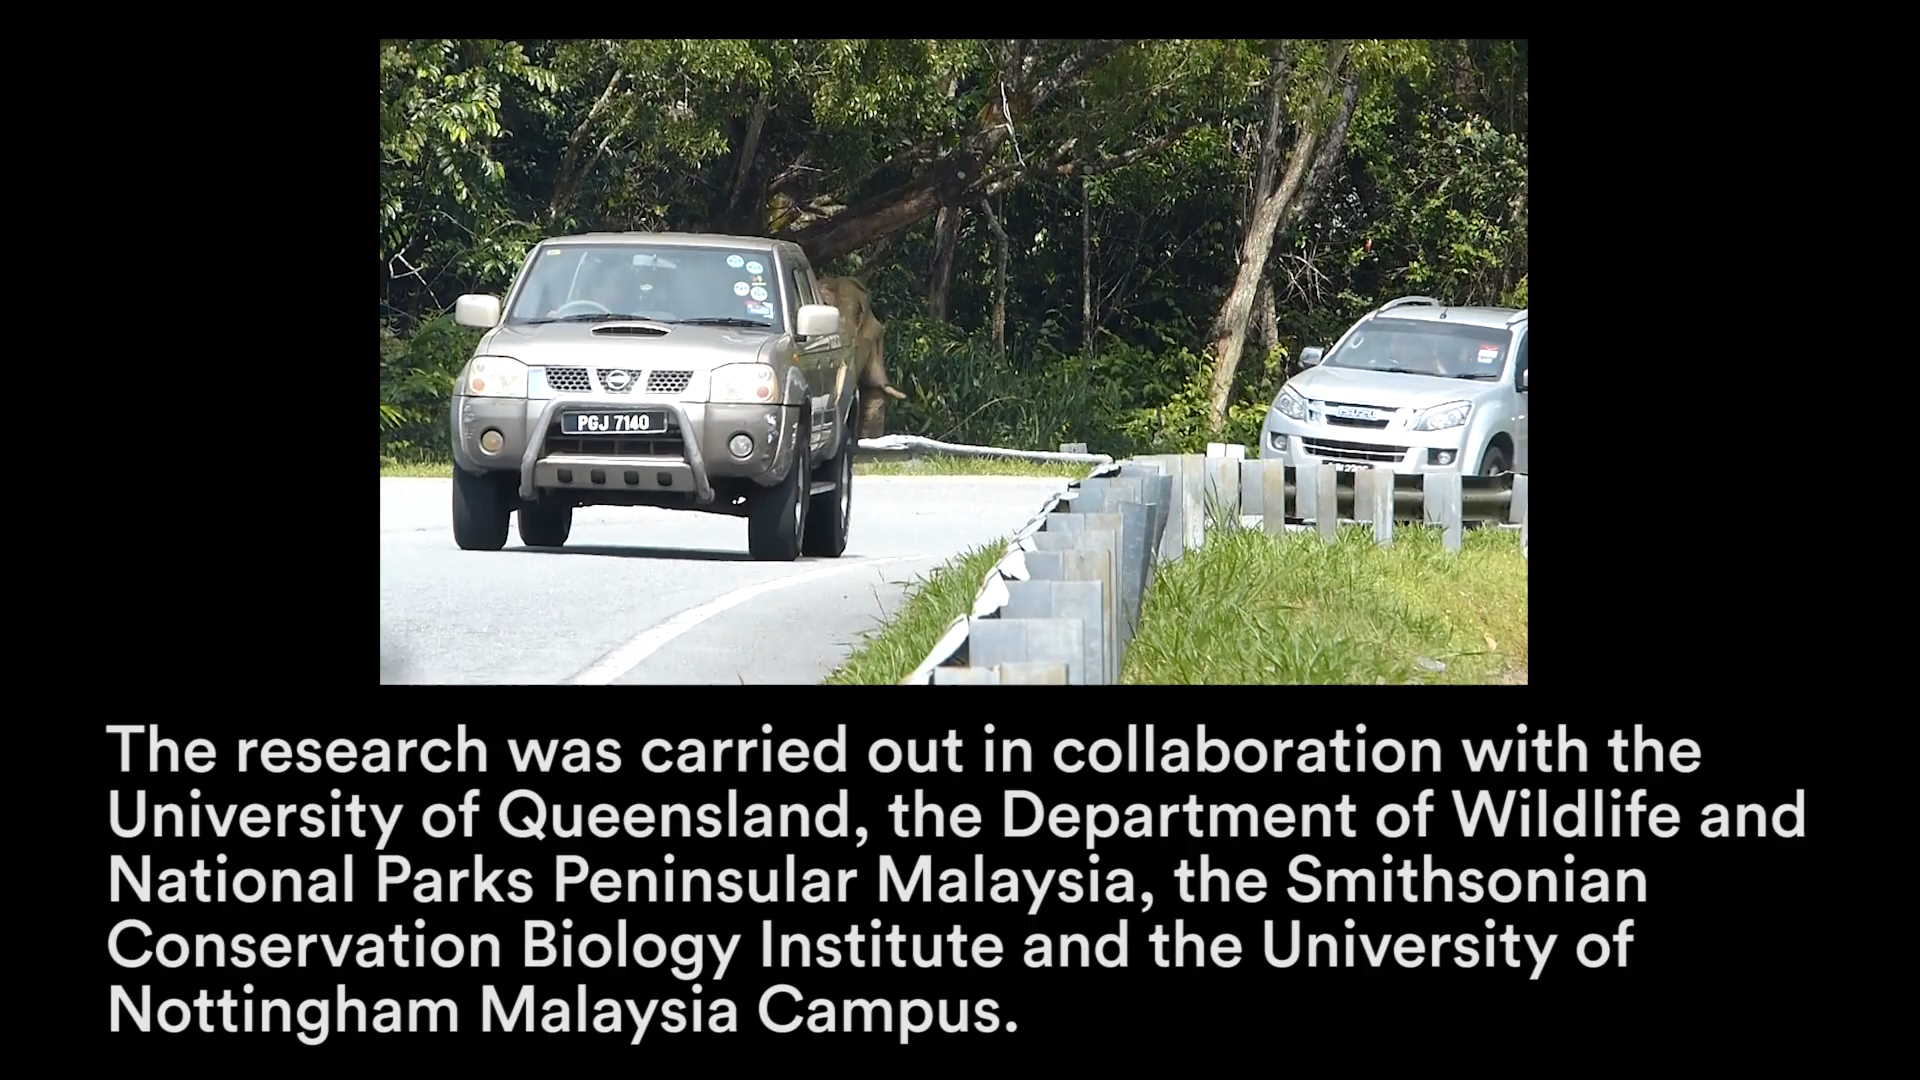 PGJ 7140
ISUZU
The research was carried out in collaboration with the
University of Queensland, the Department of Wildlife and
National Parks Peninsular Malaysia, the Smithsonian
Conservation Biology Institute and the University of
Nottingham Malaysia Campus.